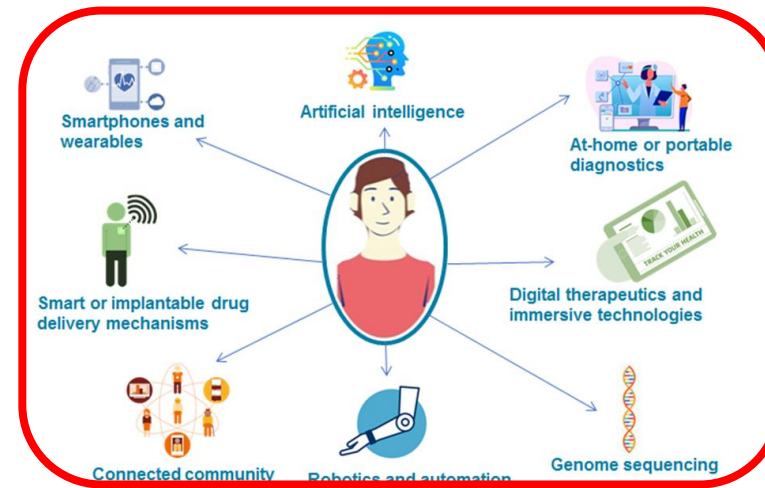 Artificial intelligence
Smartphones and
wearables
At-home or portable
diagnostics
TRACK YOUR HEALTH
Smart or implantable drug
delivery mechanisms
Digital therapeutics and
immersive technologies
Connected community
Robotics and automation
Genome sequencing